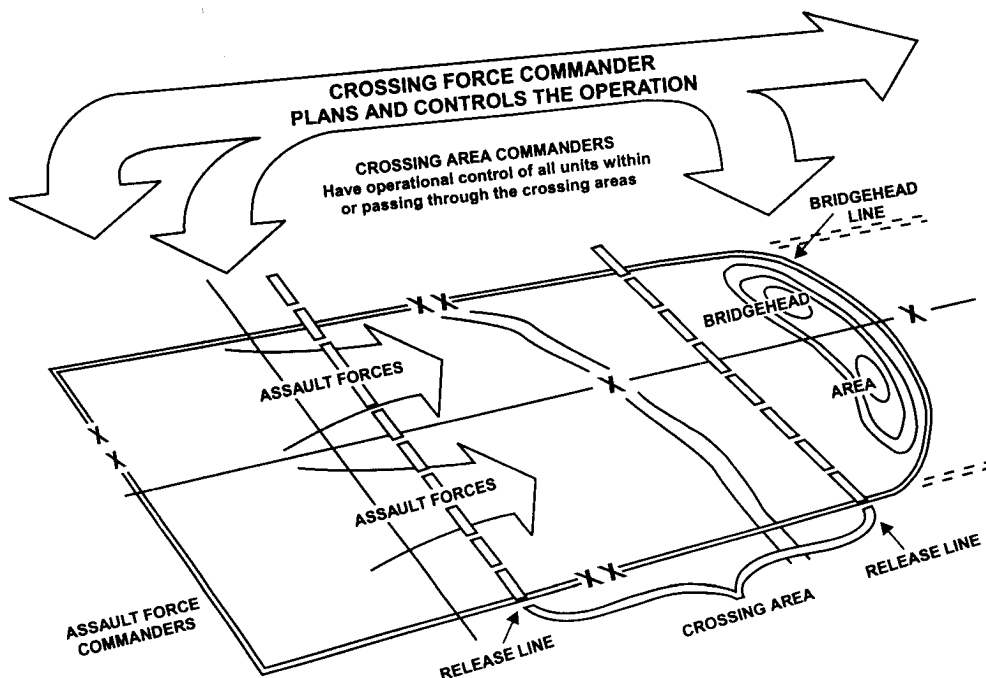 CROSSING FORCE COMMANDER
PLANS AND CONTROLS THE OPERATION
CROSSING AREA COMMANDERS
Have operational control of all units within
or passing through the crossing areas
BRIDGEHEAD
LINE
BRIDGEHEAD
AREA
ASSAULT FORCES
ASSAULT FORCES
ASSAULT FORCE
COMMANDERS
RELEASE LINE
CROSSING AREA
RELEASE LINE